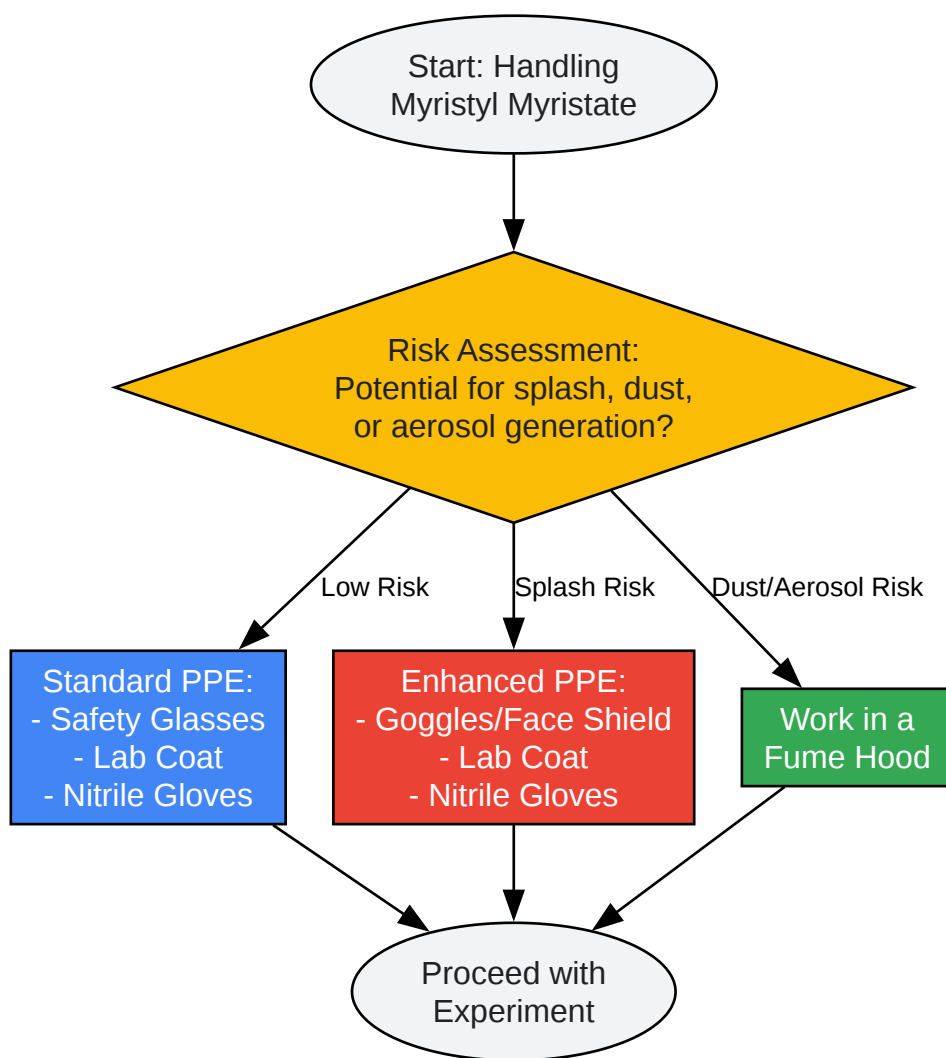 Start: Handling
Myristyl Myristate
Risk Assessment:
Potential for splash, dust,
or aerosol generation?
Low Risk
Splash Risk
Dust/Aerosol Risk
Standard PPE:
- Safety Glasses
- Lab Coat
- Nitrile Gloves
Enhanced PPE:
- Goggles/Face Shield
- Lab Coat
- Nitrile Gloves
Work in a
Fume Hood
Proceed with
Experiment